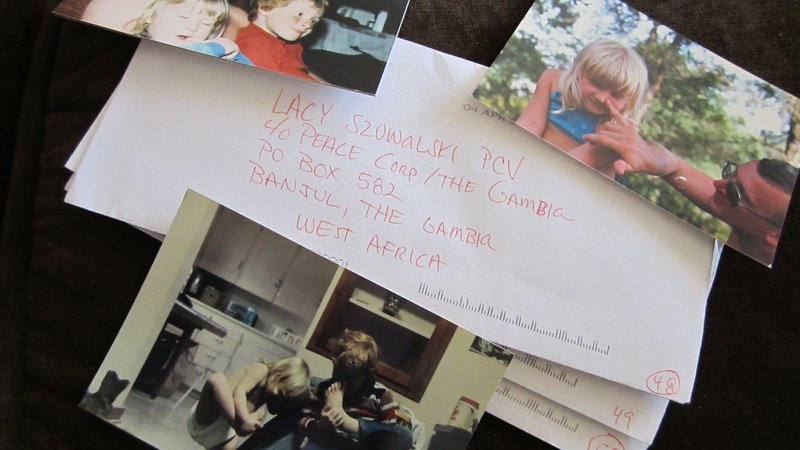 LACY SZUWALSKI PCV
c/o PEACE CORP/THE GAMBIA
PO BOX 582
BANJUL, THE GAMBIA
WEST AFRICA
48
49